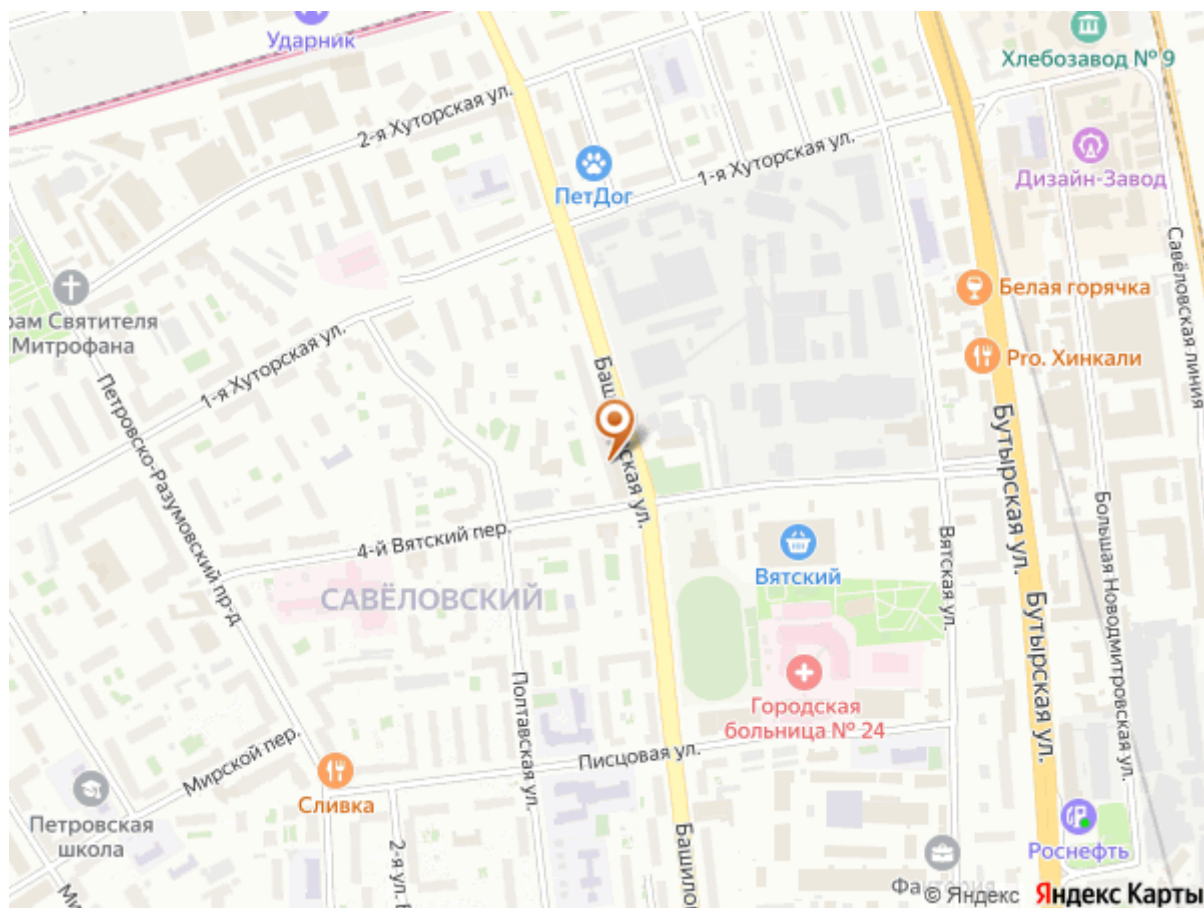 Ударник
Хлебозавод № 9
2-я Хуторская ул.
1-я Хуторская ул.
ПетДог
Дизайн-Завод
Савёловская линия
Белая горячка
рам Святителя
Митрофана
1-я Хуторская ул.
Pro. Хинкали
Петровско-Разумовский пр-д
Бутырская ул.
Большая Новодмитровская ул.
4-й Вятский пер.
Вятский
Вятская ул.
САВЁЛОВСКИЙ
Бутырская ул.
Полтавская ул.
Городская
больница № 24
Писцовая ул.
Мирской пер.
Сливка
Петровская
школа
Роснефть
© Яндекс Яндекс Карты